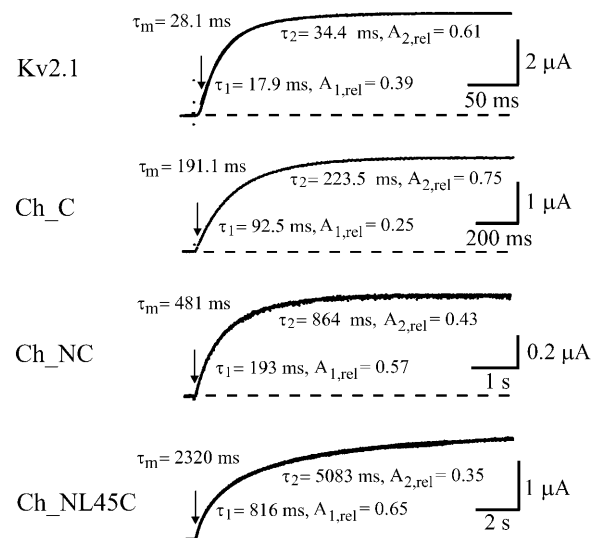 τm = 28.1 ms
τ2 = 34.4 ms, A2,rel = 0.61
Kv2.1
τ1 = 17.9 ms, A1,rel = 0.39
2 µA
50 ms
τm = 191.1 ms
τ2 = 223.5 ms, A2,rel = 0.75
Ch_C
τ1 = 92.5 ms, A1,rel = 0.25
1 µA
200 ms
τm = 481 ms
τ2 = 864 ms, A2,rel = 0.43
Ch_NC
τ1 = 193 ms, A1,rel = 0.57
0.2 µA
1 s
τm = 2320 ms
τ2 = 5083 ms, A2,rel = 0.35
Ch_NL45C
τ1 = 816 ms, A1,rel = 0.65
1 µA
2 s